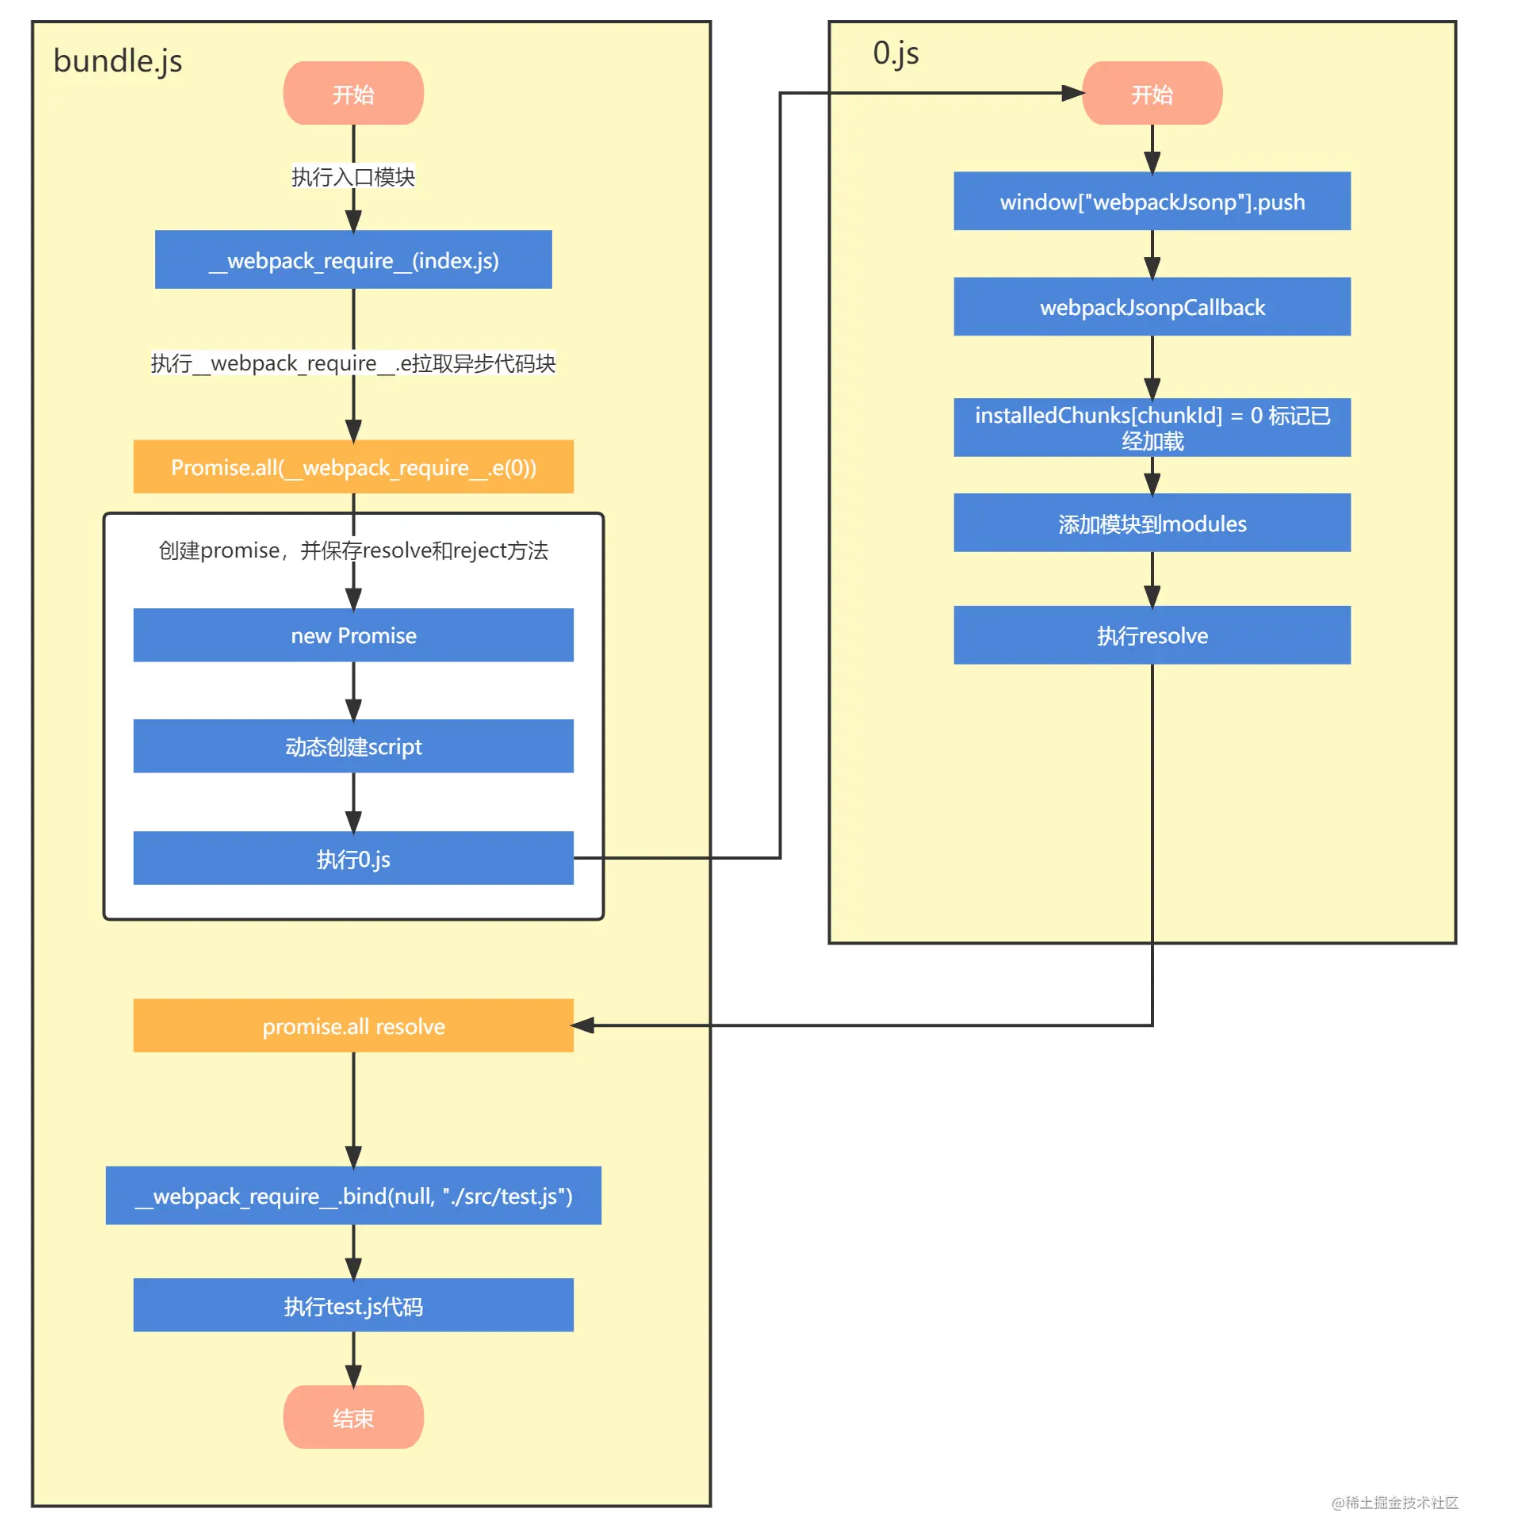 bundle.js
开始
执行入口模块
__webpack_require__(index.js)
执行__webpack_require__.e拉取异步代码块
Promise.all(__webpack_require__.e(0))
创建promise，并保存resolve和reject方法
new Promise
动态创建script
执行0.js
promise.all resolve
__webpack_require__.bind(null, "./src/test.js")
执行test.js代码
结束
0.js
开始
window["webpackJsonp"].push
webpackJsonpCallback
installedChunks[chunkId] = 0 标记已
经加载
添加模块到modules
执行resolve
@稀土掘金技术社区